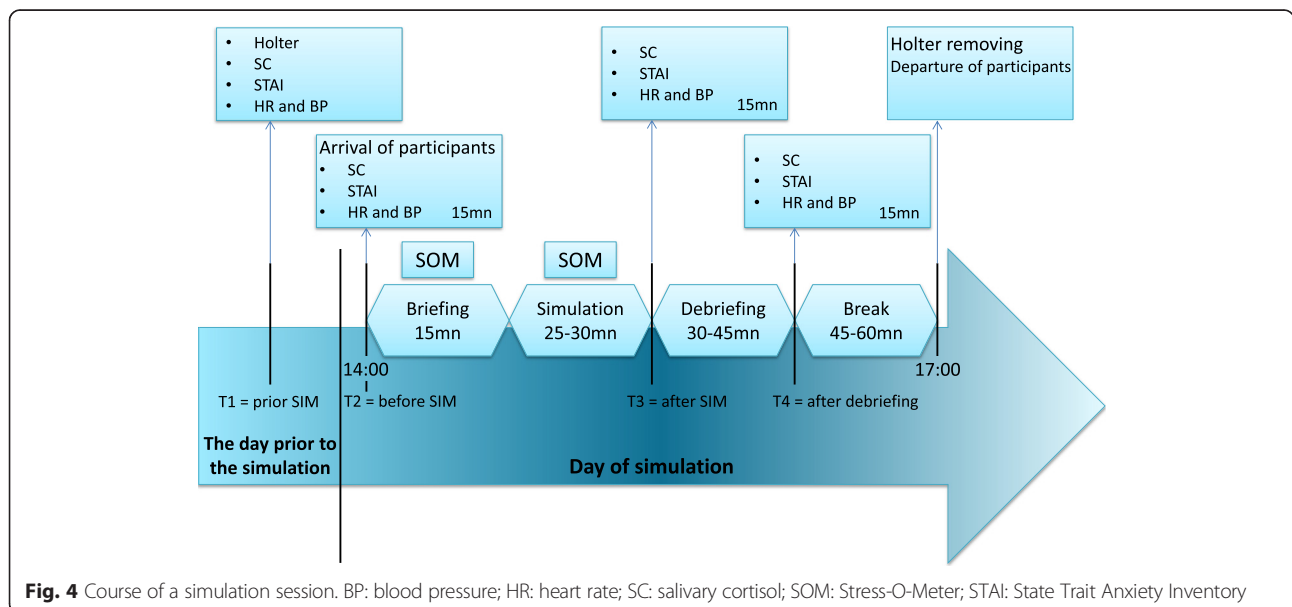 • Holter
• SC
• STAI
• HR and BP
Arrival of participants
• SC
• STAI
• HR and BP 15mn
• SC
• STAI
• HR and BP 15mn
• SC
• STAI
• HR and BP 15mn
Holter removing
Departure of participants
SOM
SOM
Briefing
15mn
Simulation
25-30mn
Debriefing
30-45mn
Break
45-60mn
14:00
17:00
T1 = prior SIM
T2 = before SIM
T3 = after SIM
T4 = after debriefing
The day prior to
the simulation
Day of simulation
Fig. 4 Course of a simulation session. BP: blood pressure; HR: heart rate; SC: salivary cortisol; SOM: Stress-O-Meter; STAI: State Trait Anxiety Inventory